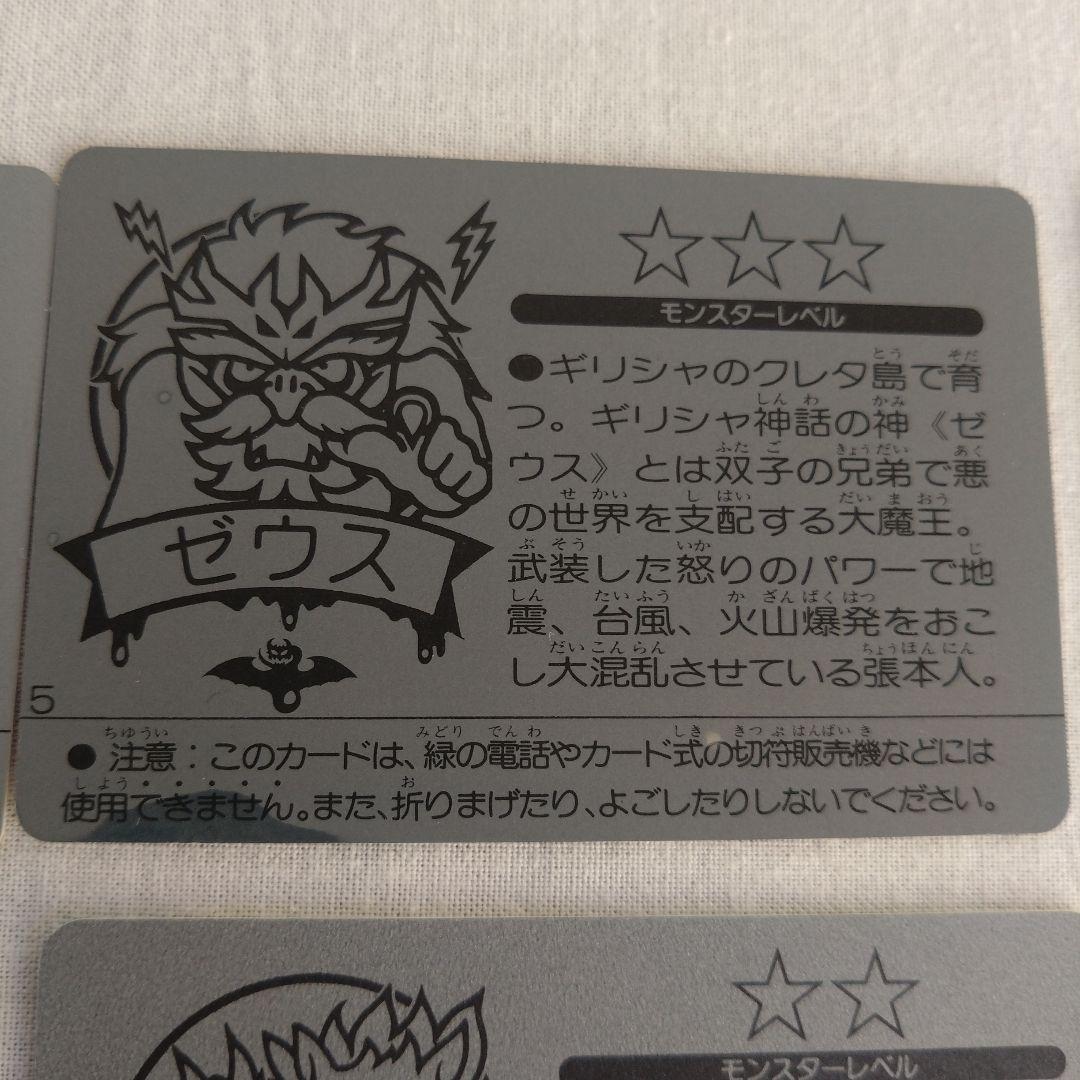 モンスターレベル
●ギリシャのクレタ島で育
つ。ギリシャ神話の神《ゼ
ウス》とは双子の兄弟で悪
の世界を支配する大魔王。
武装した怒りのパワーで地
震、台風、火山爆発をおこ
し大混乱させている張本人。
ゼウス
5
●注意：このカードは、緑の電話やカード式の切符販売機などには
使用できません。また、折りまげたり、よごしたりしないでください。
モンスターレベル